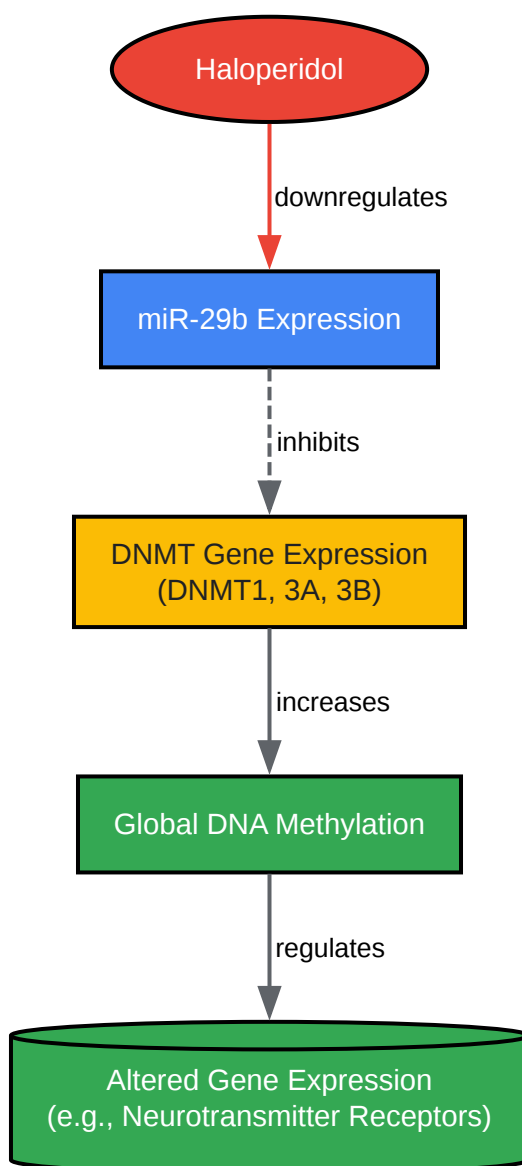 Haloperidol
downregulates
miR-29b Expression
inhibits
DNMT Gene Expression
(DNMT1, 3A, 3B)
increases
Global DNA Methylation
regulates
Altered Gene Expression
(e.g., Neurotransmitter Receptors)